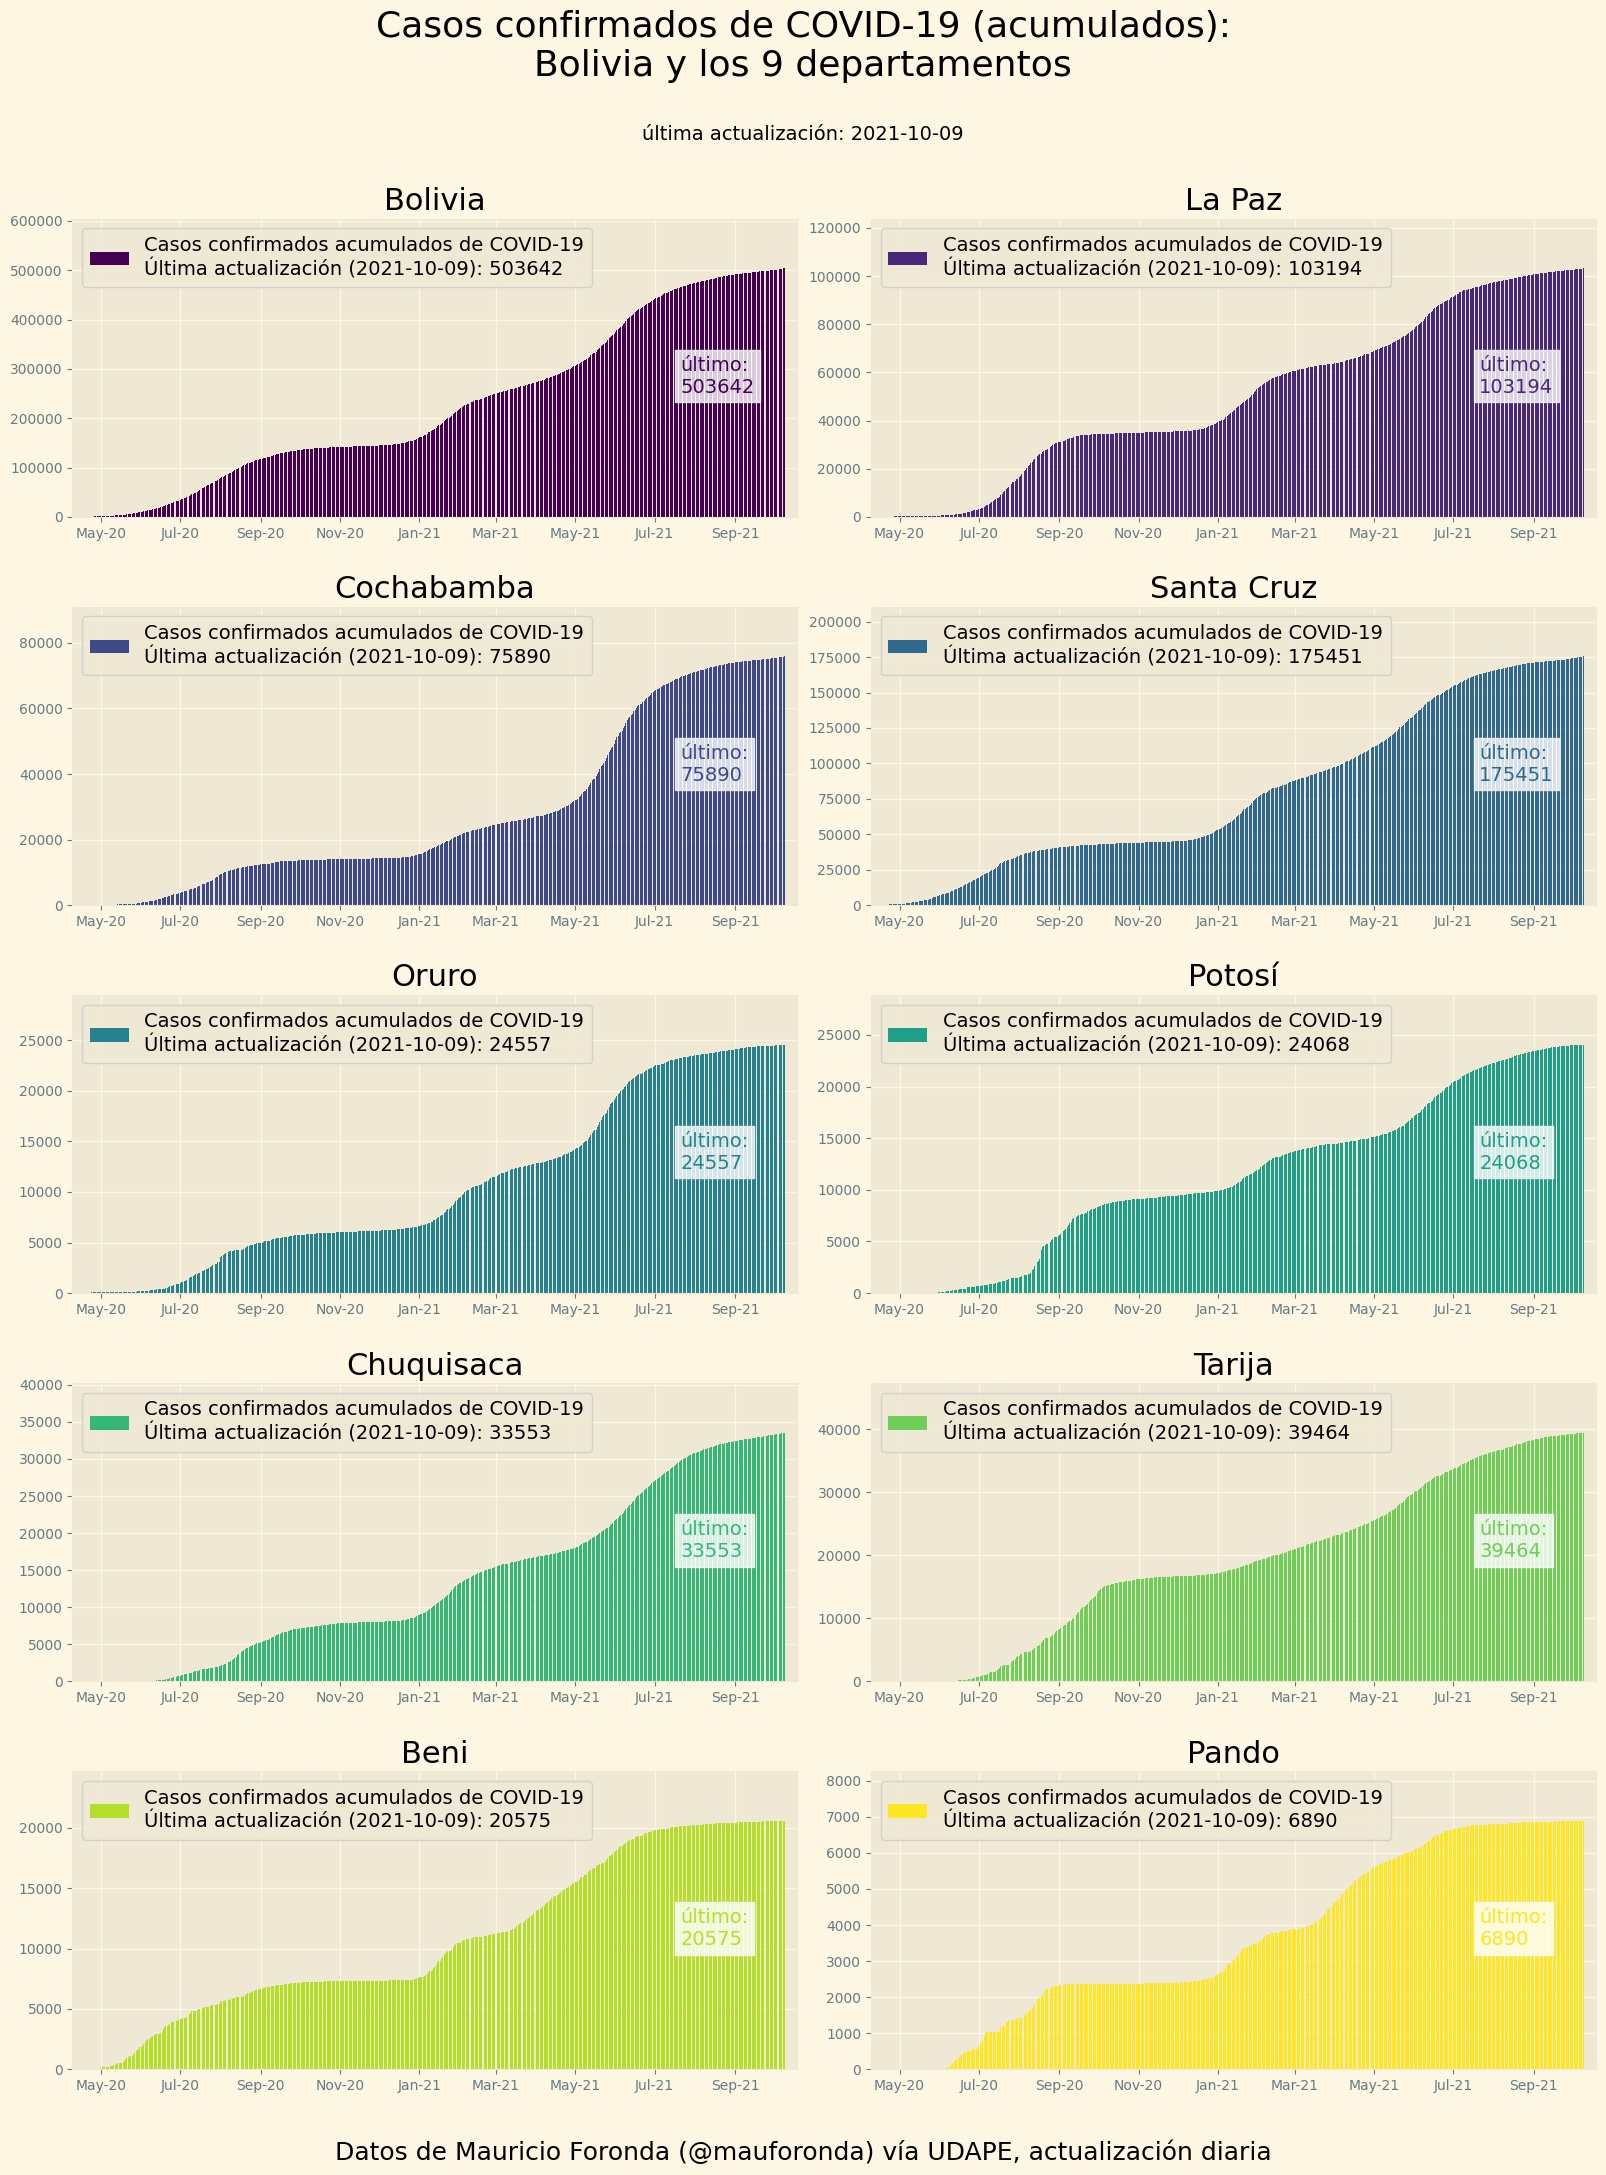 Casos confirmados de COVID-19 (acumulados):
Bolivia y los 9 departamentos
última actualización: 2021-10-09
Bolivia
600000
500000
400000
300000
200000
100000
0
Casos confirmados acumulados de COVID-19
Última actualización (2021-10-09): 503642
último:
503642
May-20 Jul-20 Sep-20 Nov-20 Jan-21 Mar-21 May-21 Jul-21 Sep-21
La Paz
120000
100000
80000
60000
40000
20000
0
Casos confirmados acumulados de COVID-19
Última actualización (2021-10-09): 103194
último:
103194
May-20 Jul-20 Sep-20 Nov-20 Jan-21 Mar-21 May-21 Jul-21 Sep-21
Cochabamba
80000
60000
40000
20000
0
Casos confirmados acumulados de COVID-19
Última actualización (2021-10-09): 75890
último:
75890
May-20 Jul-20 Sep-20 Nov-20 Jan-21 Mar-21 May-21 Jul-21 Sep-21
Santa Cruz
200000
175000
150000
125000
100000
75000
50000
25000
0
Casos confirmados acumulados de COVID-19
Última actualización (2021-10-09): 175451
último:
175451
May-20 Jul-20 Sep-20 Nov-20 Jan-21 Mar-21 May-21 Jul-21 Sep-21
Oruro
25000
20000
15000
10000
5000
0
Casos confirmados acumulados de COVID-19
Última actualización (2021-10-09): 24557
último:
24557
May-20 Jul-20 Sep-20 Nov-20 Jan-21 Mar-21 May-21 Jul-21 Sep-21
Potosí
25000
20000
15000
10000
5000
0
Casos confirmados acumulados de COVID-19
Última actualización (2021-10-09): 24068
último:
24068
May-20 Jul-20 Sep-20 Nov-20 Jan-21 Mar-21 May-21 Jul-21 Sep-21
Chuquisaca
40000
35000
30000
25000
20000
15000
10000
5000
0
Casos confirmados acumulados de COVID-19
Última actualización (2021-10-09): 33553
último:
33553
May-20 Jul-20 Sep-20 Nov-20 Jan-21 Mar-21 May-21 Jul-21 Sep-21
Tarija
40000
30000
20000
10000
0
Casos confirmados acumulados de COVID-19
Última actualización (2021-10-09): 39464
último:
39464
May-20 Jul-20 Sep-20 Nov-20 Jan-21 Mar-21 May-21 Jul-21 Sep-21
Beni
20000
15000
10000
5000
0
Casos confirmados acumulados de COVID-19
Última actualización (2021-10-09): 20575
último:
20575
May-20 Jul-20 Sep-20 Nov-20 Jan-21 Mar-21 May-21 Jul-21 Sep-21
Pando
8000
7000
6000
5000
4000
3000
2000
1000
0
Casos confirmados acumulados de COVID-19
Última actualización (2021-10-09): 6890
último:
6890
May-20 Jul-20 Sep-20 Nov-20 Jan-21 Mar-21 May-21 Jul-21 Sep-21
Datos de Mauricio Foronda (@mauforonda) vía UDAPE, actualización diaria